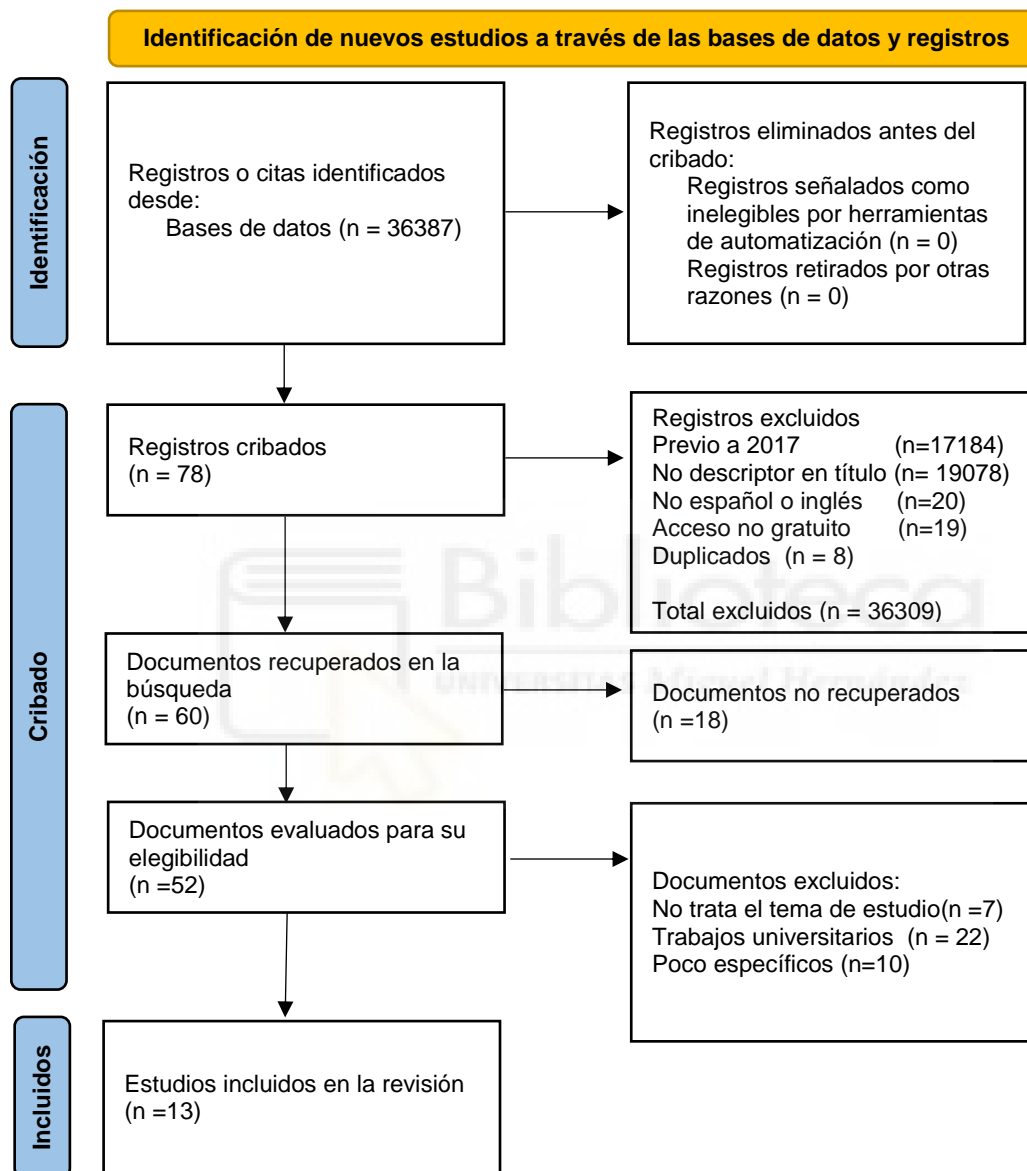 Identificación de nuevos estudios a través de las bases de datos y registros
Identificación
Registros o citas identificados
desde:
Bases de datos (n = 36387)
Registros eliminados antes del
cribado:
Registros señalados como
inelegibles por herramientas
de automatización (n = 0)
Registros retirados por otras
razones (n = 0)
Cribado
Registros cribados
(n = 78)
Registros excluidos
Previo a 2017 (n=17184)
No descriptor en título (n= 19078)
No español o inglés (n=20)
Acceso no gratuito (n=19)
Duplicados (n = 8)
Total excluidos (n = 36309)
Biblioteca
UNIVERSITAS Miguel Hernández
Documentos recuperados en la
búsqueda
(n = 60)
Documentos no recuperados
(n =18)
Documentos evaluados para su
elegibilidad
(n =52)
Documentos excluidos:
No trata el tema de estudio(n =7)
Trabajos universitarios (n = 22)
Poco específicos (n=10)
Incluidos
Estudios incluidos en la revisión
(n =13)